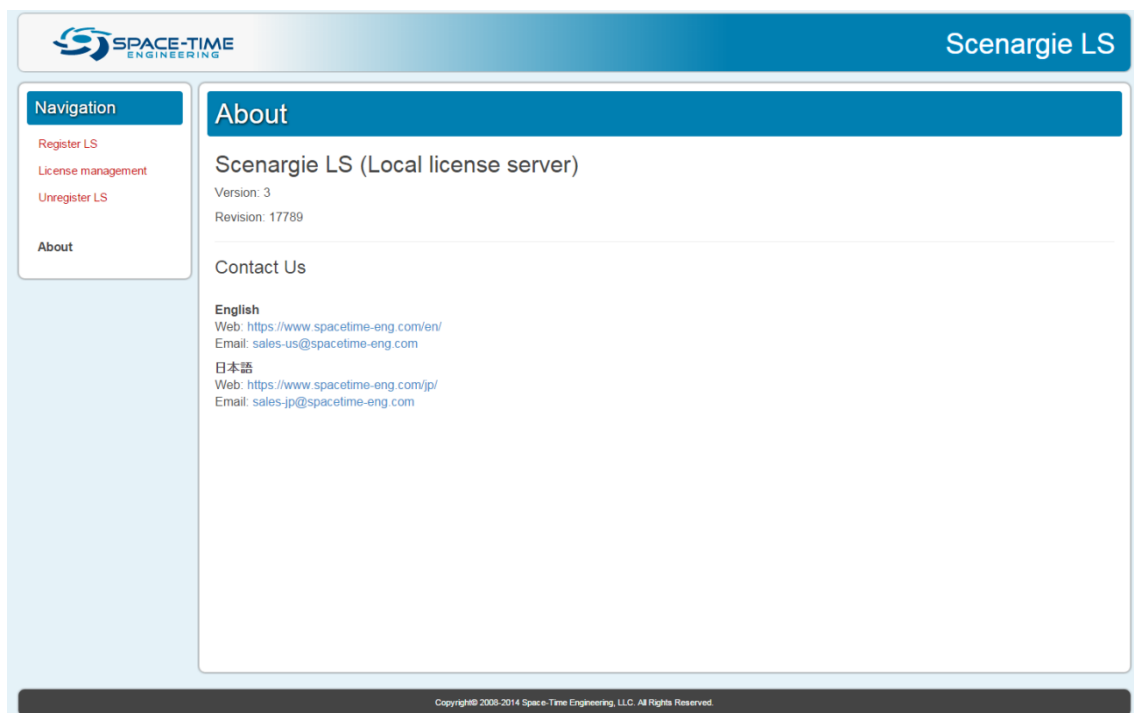 SPACE-TIME
ENGINEERING
Scenargie LS
Navigation
Register LS
License management
Unregister LS
About
About
Scenargie LS (Local license server)
Version: 3
Revision: 17789
Contact Us
English
Web: https://www.spacetime-eng.com/en/
Email: sales-us@spacetime-eng.com
日本語
Web: https://www.spacetime-eng.com/jp/
Email: sales-jp@spacetime-eng.com
Copyright© 2008-2014 Space-Time Engineering, LLC. All Rights Reserved.